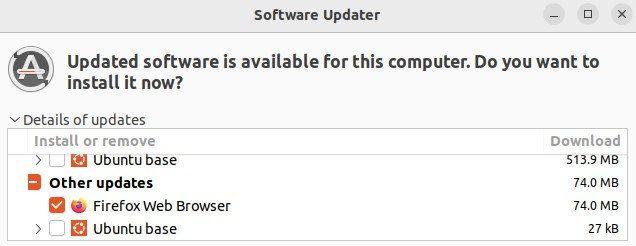 Software Updater
Updated software is available for this computer. Do you want to
install it now?
Details of updates
Install or remove Download
Ubuntu base 513.9 MB
Other updates 74.0 MB
Firefox Web Browser 74.0 MB
Ubuntu base 27 kB